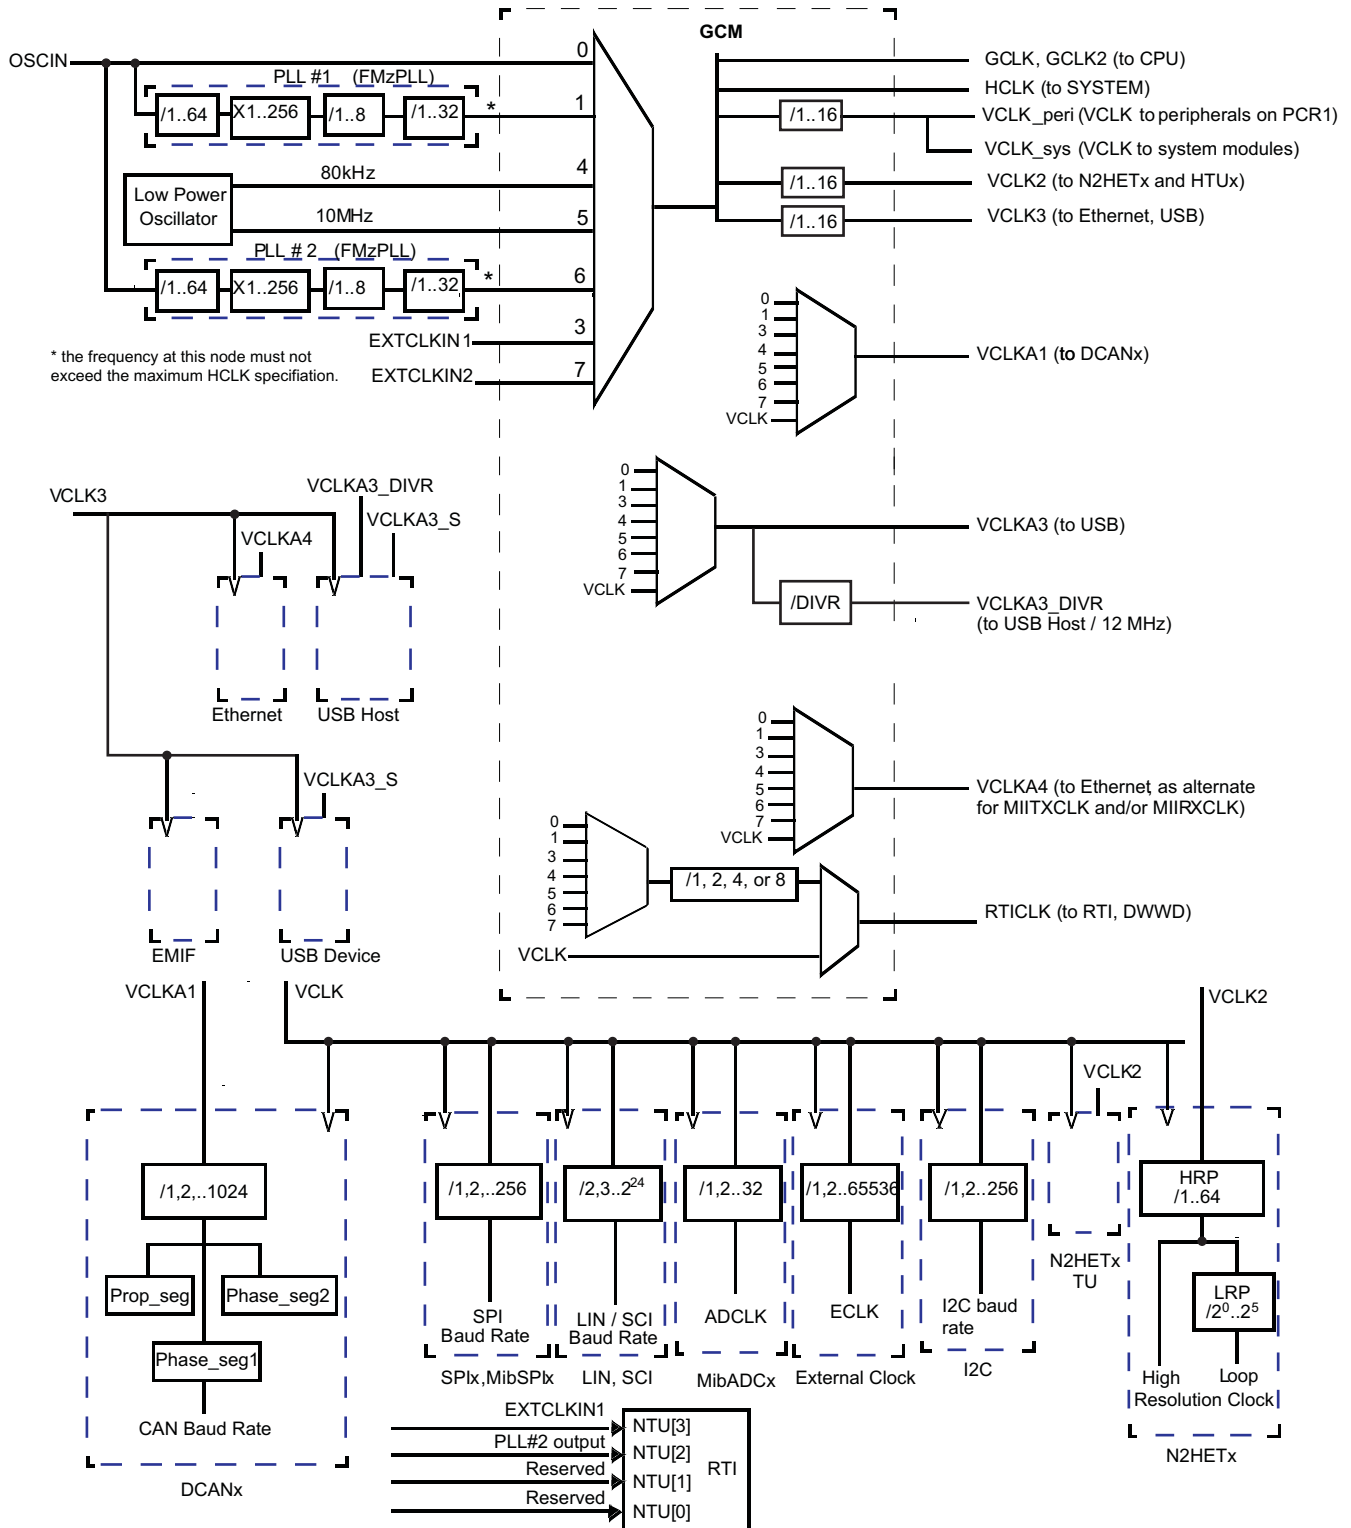 GCM
OSCIN
0
PLL #1 (FMzPLL)
/1..64
X1..256
/1..8
/1..32
*
1
80kHz
4
Low Power
Oscillator
10MHz
5
PLL # 2 (FMzPLL)
/1..64
X1..256
/1..8
/1..32
*
6
EXTCLKIN1
3
EXTCLKIN2
7
* the frequency at this node must not
exceed the maximum HCLK specifiation.
GCLK, GCLK2 (to CPU)
HCLK (to SYSTEM)
/1..16
VCLK_peri (VCLK to peripherals on PCR1)
VCLK_sys (VCLK to system modules)
/1..16
VCLK2 (to N2HETx and HTUx)
/1..16
VCLK3 (to Ethernet, USB)
0
1
3
4
5
6
7
VCLK
VCLKA1 (to DCANx)
0
1
3
4
5
6
7
VCLK
VCLKA3 (to USB)
/DIVR
VCLKA3_DIVR
(to USB Host / 12 MHz)
0
1
3
4
5
6
7
VCLK
VCLKA4 (to Ethernet, as alternate
for MIITXCLK and/or MIIRXCLK)
0
1
3
4
5
6
7
/1, 2, 4, or 8
VCLK
RTICLK (to RTI, DWWD)
VCLK3
VCLKA3_DIVR
VCLKA3_S
VCLKA4
Ethernet
USB Host
VCLKA3_S
EMIF
USB Device
VCLKA1
VCLK
VCLK2
VCLK2
/1,2,..1024
Prop_seg
Phase_seg2
Phase_seg1
CAN Baud Rate
DCANx
/1,2,..256
SPI
Baud Rate
SPIx,MibSPIx
/2,3..2²⁴
LIN / SCI
Baud Rate
LIN, SCI
/1,2..32
ADCLK
MibADCx
/1,2..65536
ECLK
External Clock
/1,2..256
I2C baud
rate
I2C
N2HETx
TU
HRP
/1..64
LRP
/2⁰..2⁵
High
Loop
Resolution Clock
N2HETx
EXTCLKIN1
NTU[3]
PLL#2 output
NTU[2]
Reserved
NTU[1]
Reserved
NTU[0]
RTI